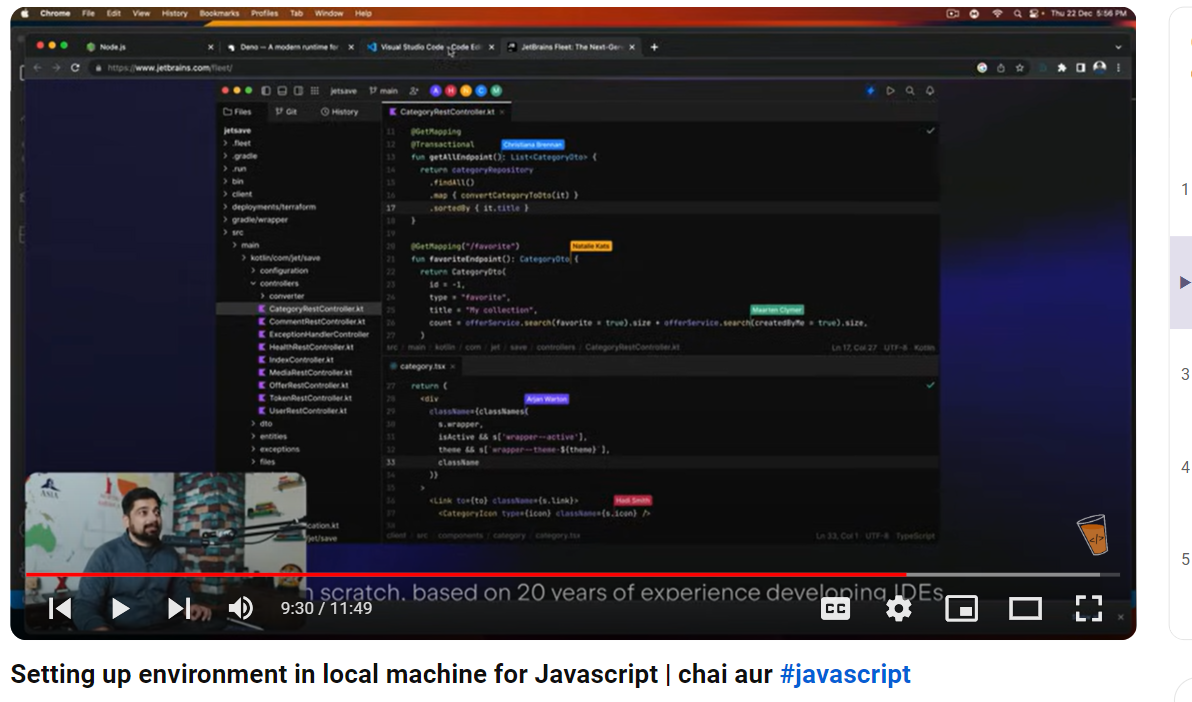 Chrome File Edit View History Bookmarks Profiles Tab Window Help
Thu 22 Dec 5:56 PM
Node.js
Deno — A modern runtime for
Visual Studio Code - Code Edi
JetBrains Fleet: The Next-Gen
https://www.jetbrains.com/fleet/
jetsave main A H N C M
Files Git History
CategoryRestController.kt
jetsave
.fleet
.gradle
.run
bin
client
deployments/terraform
gradle/wrapper
src
main
kotlin/com/jet/save
configuration
controllers
converter
CategoryRestController.kt
CommentRestController.kt
ExceptionHandlerController
HealthRestController.kt
IndexController.kt
MediaRestController.kt
OfferRestController.kt
TokenRestController.kt
UserRestController.kt
dto
entities
exceptions
files
cation.kt
/jet/save
11 @GetMapping
12 @Transactional
Christiana Brennan
13 fun getAllEndpoint(): List<CategoryDto> {
14 return categoryRepository
15 .findAll()
16 .map { convertCategoryToDto(it) }
17 .sortedBy { it.title }
18 }
19
20 @GetMapping("/favorite")
Natalie Kats
21 fun favoriteEndpoint(): CategoryDto {
22 return CategoryDto(
23 id = -1,
24 type = "favorite",
25 title = "My collection",
Maarten Clymer
26 count = offerService.search(favorite = true).size + offerService.search(createdByMe = true).size,
27 )
src main kotlin com jet save controllers CategoryRestController.kt
Ln 17, Col 27 UTF-8 Kotlin
category.tsx
27 return (
28 <div
Arjan Warton
29 className={classNames(
30 s.wrapper,
31 isActive && s['wrapper--active'],
32 theme && s[`wrapper--theme-${theme}`],
33 className
34 )}
35 >
36 <Link to={to} className={s.link}>
Hadi Smith
37 <CategoryIcon type={icon} className={s.icon} />
client src components category category.tsx
Ln 33, Col 1 UTF-8 TypeScript
ASIA
</>
scratch, based on 20 years of experience developing IDEs
9:30 / 11:49
CC
Setting up environment in local machine for Javascript | chai aur #javascript
1
3
4
5